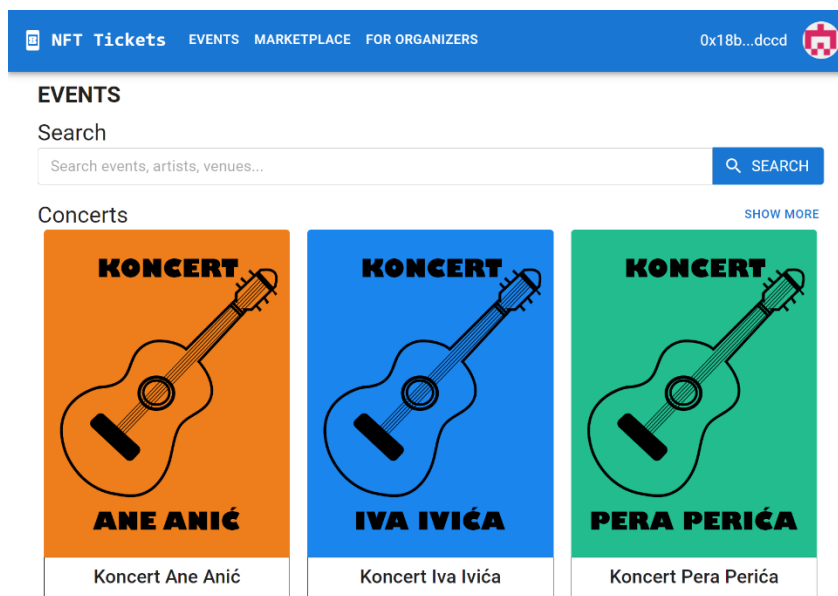 NFT Tickets EVENTS MARKETPLACE FOR ORGANIZERS 0x18b...dccd
EVENTS
Search
Search events, artists, venues... SEARCH
Concerts SHOW MORE
KONCERT KONCERT KONCERT
ANE ANIĆ IVA IVIĆA PERA PERIĆA
Koncert Ane Anić Koncert Iva Ivića Koncert Pera Perića